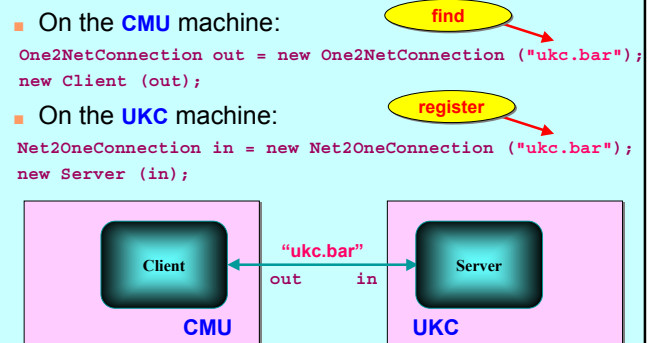 On the CMU machine:
find
One2NetConnection out = new One2NetConnection ("ukc.bar");
new Client (out);
On the UKC machine:
register
Net2OneConnection in = new Net2OneConnection ("ukc.bar");
new Server (in);
Client
"ukc.bar"
out in
Server
CMU
UKC